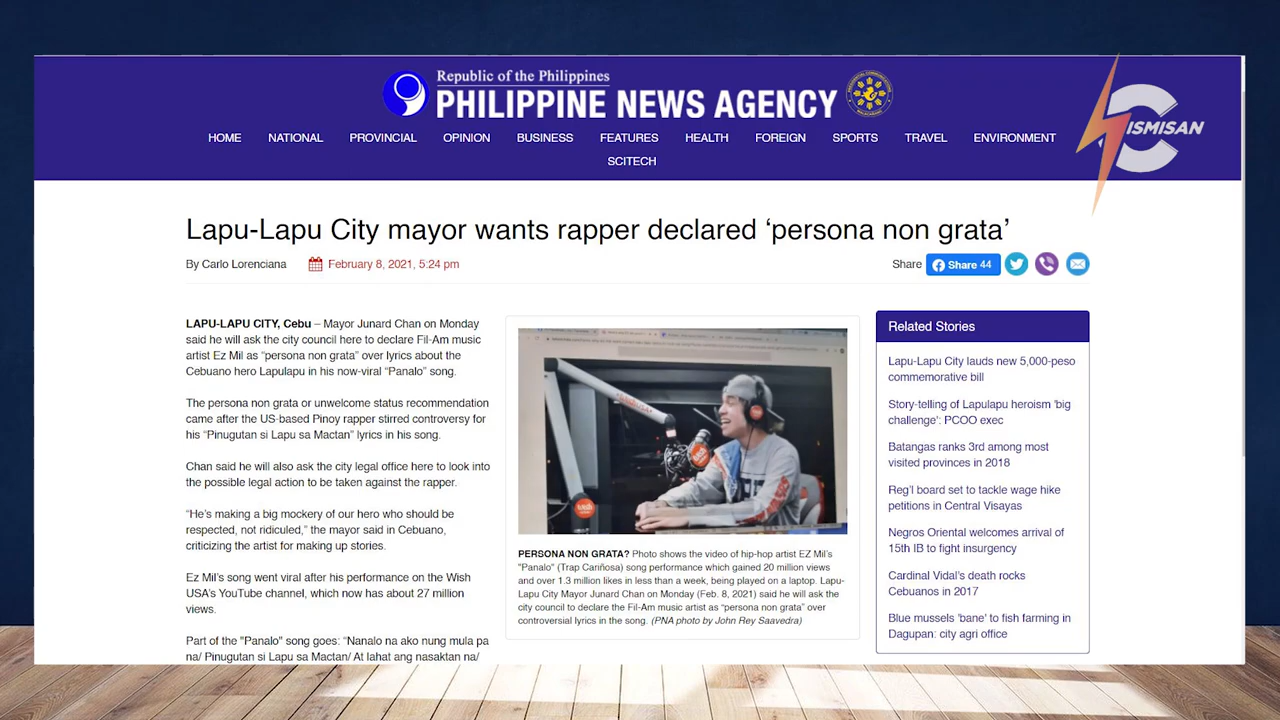 Republic of the Philippines
PHILIPPINE NEWS AGENCY
HOME NATIONAL PROVINCIAL OPINION BUSINESS FEATURES HEALTH FOREIGN SPORTS TRAVEL ENVIRONMENT
SCITECH
CISMISAN
Lapu-Lapu City mayor wants rapper declared ‘persona non grata’
By Carlo Lorenciana February 8, 2021, 5:24 pm
Share Share 44
LAPU-LAPU CITY, Cebu – Mayor Junard Chan on Monday
said he will ask the city council here to declare Fil-Am music
artist Ez Mil as “persona non grata” over lyrics about the
Cebuano hero Lapulapu in his now-viral “Panalo” song.
The persona non grata or unwelcome status recommendation
came after the US-based Pinoy rapper stirred controversy for
his “Pinugutan si Lapu sa Mactan” lyrics in his song.
Chan said he will also ask the city legal office here to look into
the possible legal action to be taken against the rapper.
“He’s making a big mockery of our hero who should be
respected, not ridiculed,” the mayor said in Cebuano,
criticizing the artist for making up stories.
Ez Mil’s song went viral after his performance on the Wish
USA’s YouTube channel, which now has about 27 million
views.
Part of the "Panalo" song goes: “Nanalo na ako nung mula pa
na/ Pinugutan si Lapu sa Mactan/ At lahat ang nasaktan na/
PERSONA NON GRATA? Photo shows the video of hip-hop artist EZ Mil's
"Panalo" (Trap Cariñosa) song performance which gained 20 million views
and over 1.3 million likes in less than a week, being played on a laptop. Lapu-
Lapu City Mayor Junard Chan on Monday (Feb. 8, 2021) said he will ask the
city council to declare the Fil-Am music artist as “persona non grata” over
controversial lyrics in the song. (PNA photo by John Rey Saavedra)
Related Stories
Lapu-Lapu City lauds new 5,000-peso
commemorative bill
Story-telling of Lapulapu heroism 'big
challenge': PCOO exec
Batangas ranks 3rd among most
visited provinces in 2018
Reg’l board set to tackle wage hike
petitions in Central Visayas
Negros Oriental welcomes arrival of
15th IB to fight insurgency
Cardinal Vidal’s death rocks
Cebuanos in 2017
Blue mussels 'bane' to fish farming in
Dagupan: city agri office